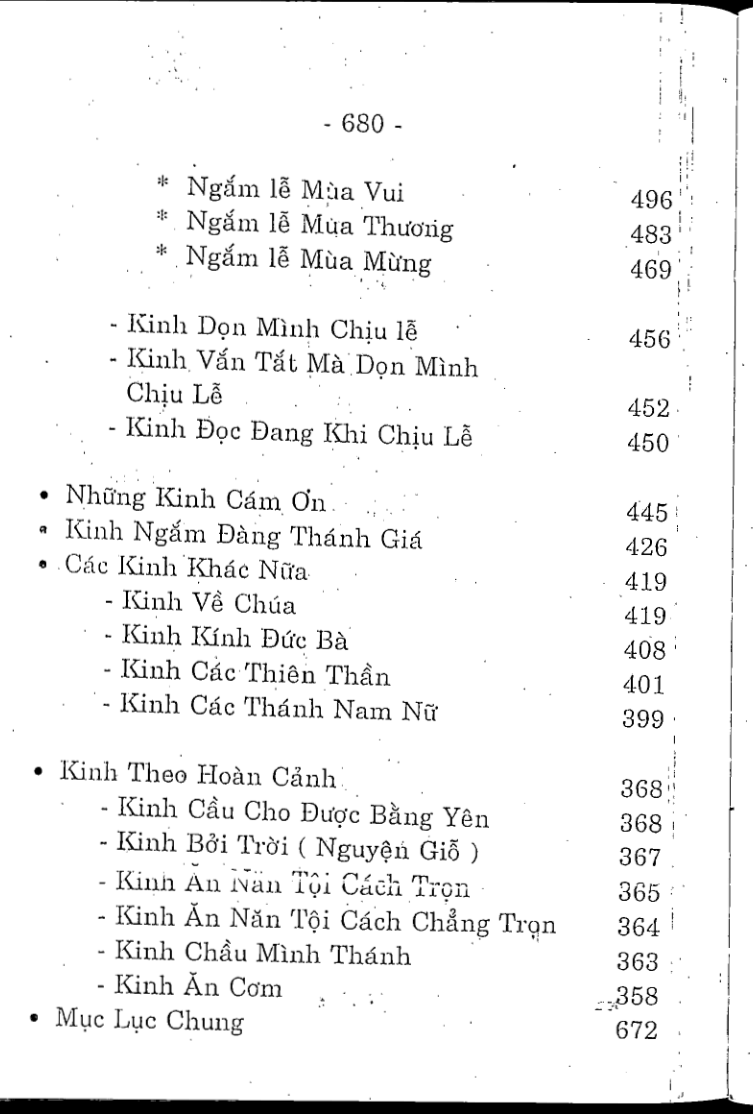 - 680 -
* Ngắm lễ Mùa Vui 496
* Ngắm lễ Mùa Thương 483
* Ngắm lễ Mùa Mừng 469
- Kinh Dọn Mình Chịu lễ 456
- Kinh Vắn Tắt Mà Dọn Mình
Chịu Lễ 452
- Kinh Đọc Đang Khi Chịu Lễ 450
• Những Kinh Cám Ơn 445
• Kinh Ngắm Đàng Thánh Giá 426
• Các Kinh Khác Nữa 419
- Kinh Về Chúa 419
- Kinh Kính Đức Bà 408
- Kinh Các Thiên Thần 401
- Kinh Các Thánh Nam Nữ 399
• Kinh Theo Hoàn Cảnh 368
- Kinh Cầu Cho Được Bằng Yên 368
- Kinh Bởi Trời ( Nguyện Giỗ ) 367
- Kinh Ăn Năn Tội Cách Trọn 365
- Kinh Ăn Năn Tội Cách Chẳng Trọn 364
- Kinh Chầu Mình Thánh 363
- Kinh Ăn Cơm 358
• Mục Lục Chung 672